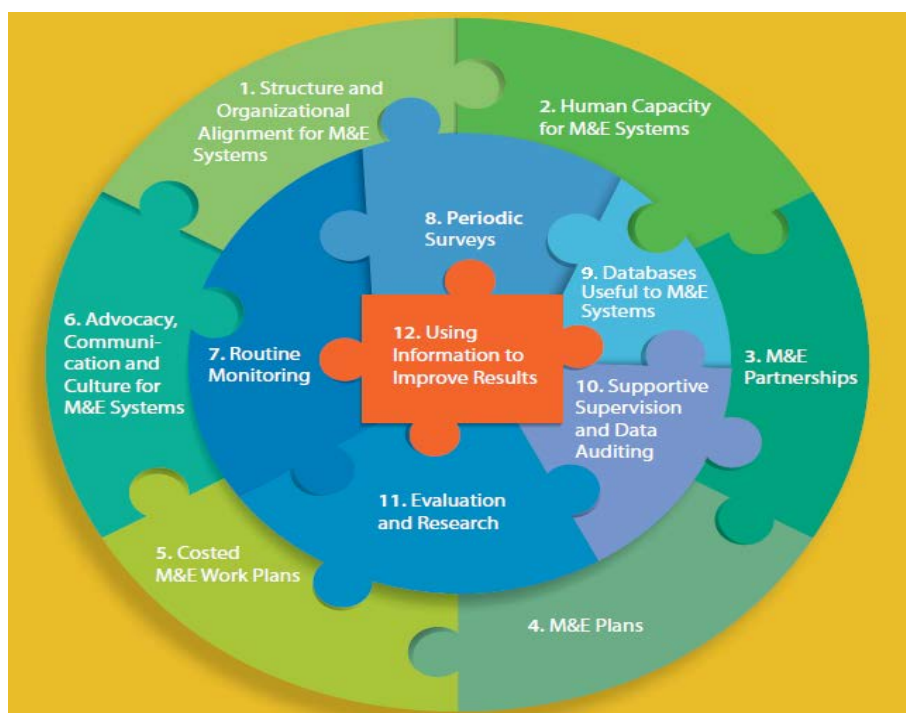 1. Structure and
Organizational
Alignment for M&E
Systems
2. Human Capacity
for M&E Systems
8. Periodic
Surveys
9. Databases
Useful to M&E
Systems
6. Advocacy,
Communi-
cation and
Culture for
M&E Systems
7. Routine
Monitoring
12. Using
Information to
Improve Results
3. M&E
Partnerships
10. Supportive
Supervision
and Data
Auditing
11. Evaluation
and Research
5. Costed
M&E Work Plans
4. M&E Plans